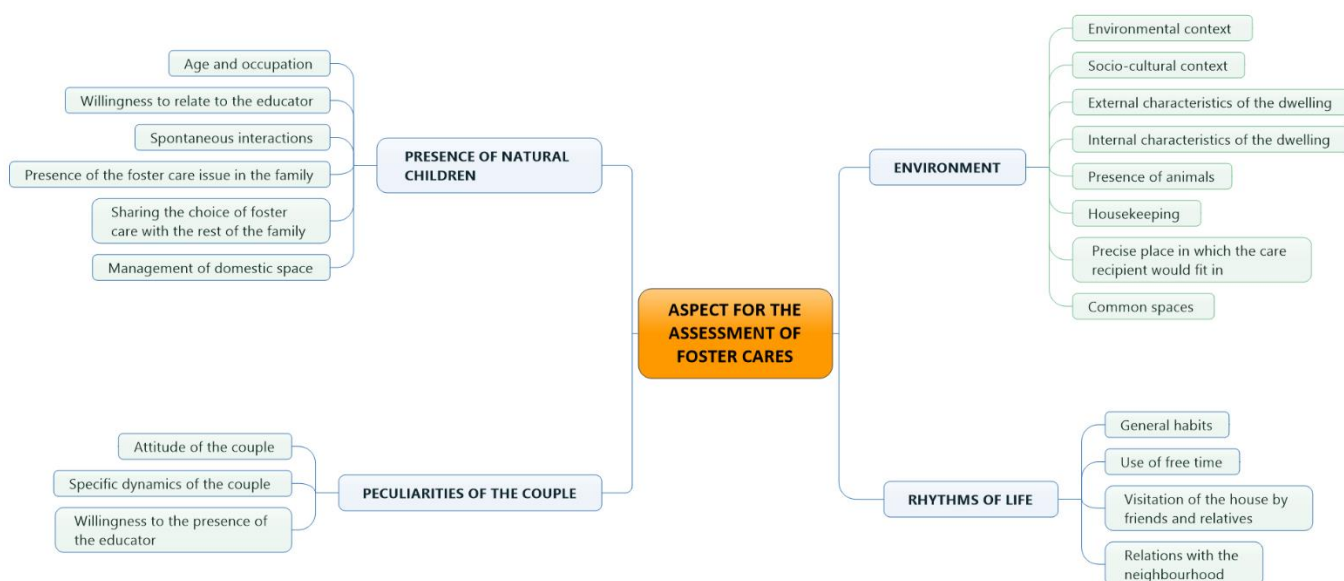 ASPECT FOR THE
ASSESSMENT OF
FOSTER CARES
PRESENCE OF NATURAL
CHILDREN
Age and occupation
Willingness to relate to the educator
Spontaneous interactions
Presence of the foster care issue in the family
Sharing the choice of foster
care with the rest of the family
Management of domestic space
PECULIARITIES OF THE COUPLE
Attitude of the couple
Specific dynamics of the couple
Willingness to the presence of
the educator
ENVIRONMENT
Environmental context
Socio-cultural context
External characteristics of the dwelling
Internal characteristics of the dwelling
Presence of animals
Housekeeping
Precise place in which the care
recipient would fit in
Common spaces
RHYTHMS OF LIFE
General habits
Use of free time
Visitation of the house by
friends and relatives
Relations with the
neighbourhood